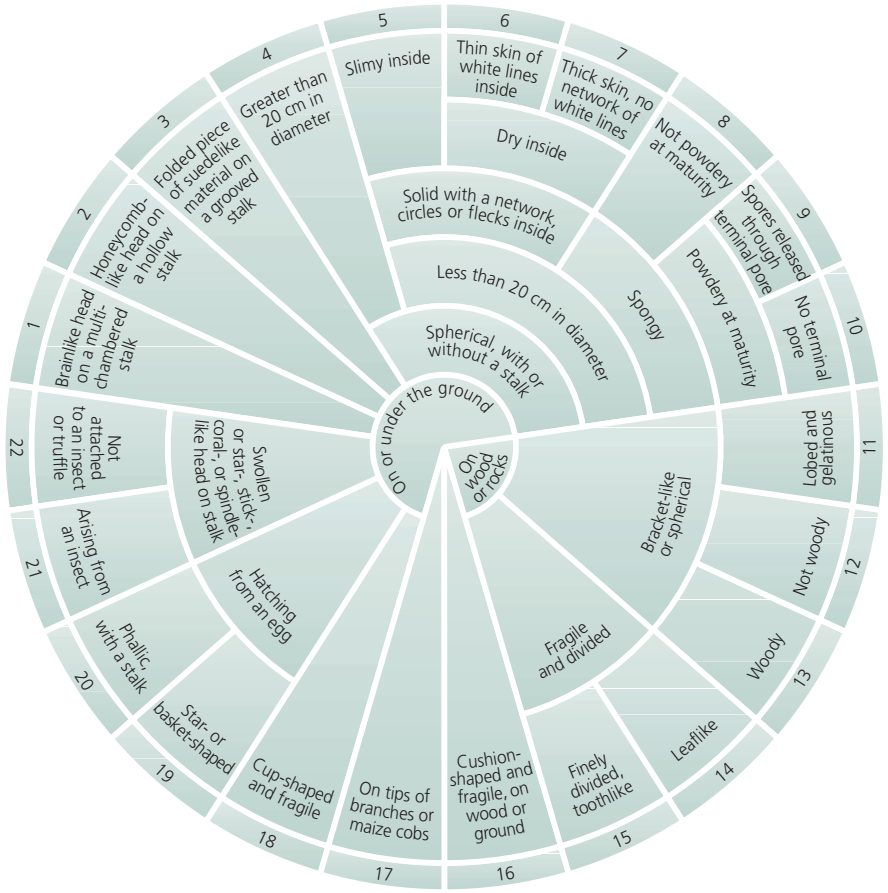 1
2
3
4
5
6
7
8
9
10
11
12
13
14
15
16
17
18
19
20
21
22
On or under the ground
On
wood
or rocks
Brainlike head
on a multi-
chambered
stalk
Honeycomb-
like head on
a hollow
stalk
Folded piece
of suedelike
material on
a grooved
stalk
Greater than
20 cm in
diameter
Spherical, with or
without a stalk
Less than 20 cm in diameter
Solid with a network,
circles or flecks inside
Slimy inside
Dry inside
Thin skin of
white lines
inside
Thick skin, no
network of
white lines
Spongy
Not powdery
at maturity
Powdery at maturity
Spores released
through
terminal pore
No terminal
pore
Bracket-like
or spherical
Lobed and
gelatinous
Not woody
Woody
Fragile
and divided
Leaflike
Finely
divided,
toothlike
Cushion-
shaped and
fragile, on
wood or
ground
On tips of
branches or
maize cobs
Cup-shaped
and fragile
Hatching
from an egg
Star- or
basket-shaped
Phallic,
with a stalk
Swollen
or star-, stick-,
coral-, or spindle-
like head on stalk
Arising from
an insect
Not
attached
to an insect
or truffle